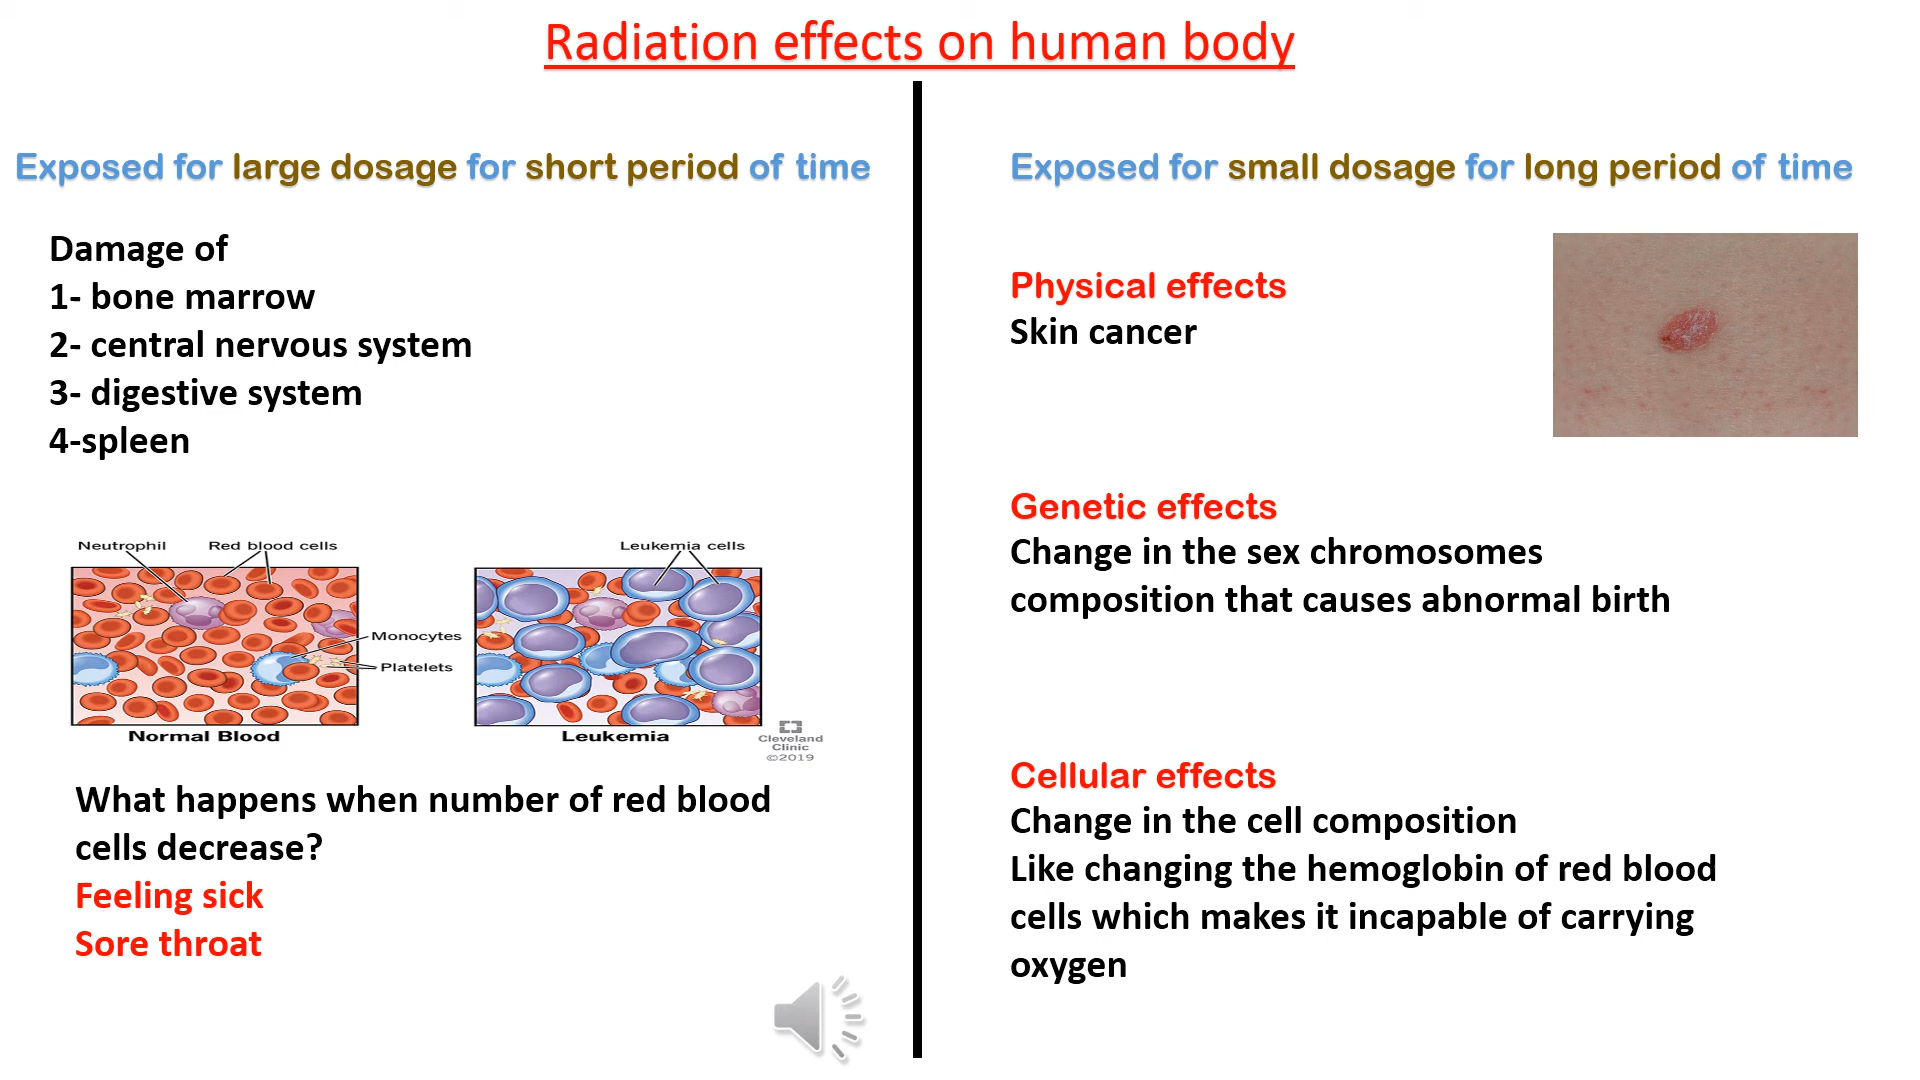 Radiation effects on human body
Exposed for large dosage for short period of time
Damage of
1- bone marrow
2- central nervous system
3- digestive system
4-spleen
Neutrophil
Red blood cells
Monocytes
Platelets
Normal Blood
Leukemia cells
Leukemia
Cleveland
Clinic
©2019
What happens when number of red blood
cells decrease?
Feeling sick
Sore throat
Exposed for small dosage for long period of time
Physical effects
Skin cancer
Genetic effects
Change in the sex chromosomes
composition that causes abnormal birth
Cellular effects
Change in the cell composition
Like changing the hemoglobin of red blood
cells which makes it incapable of carrying
oxygen